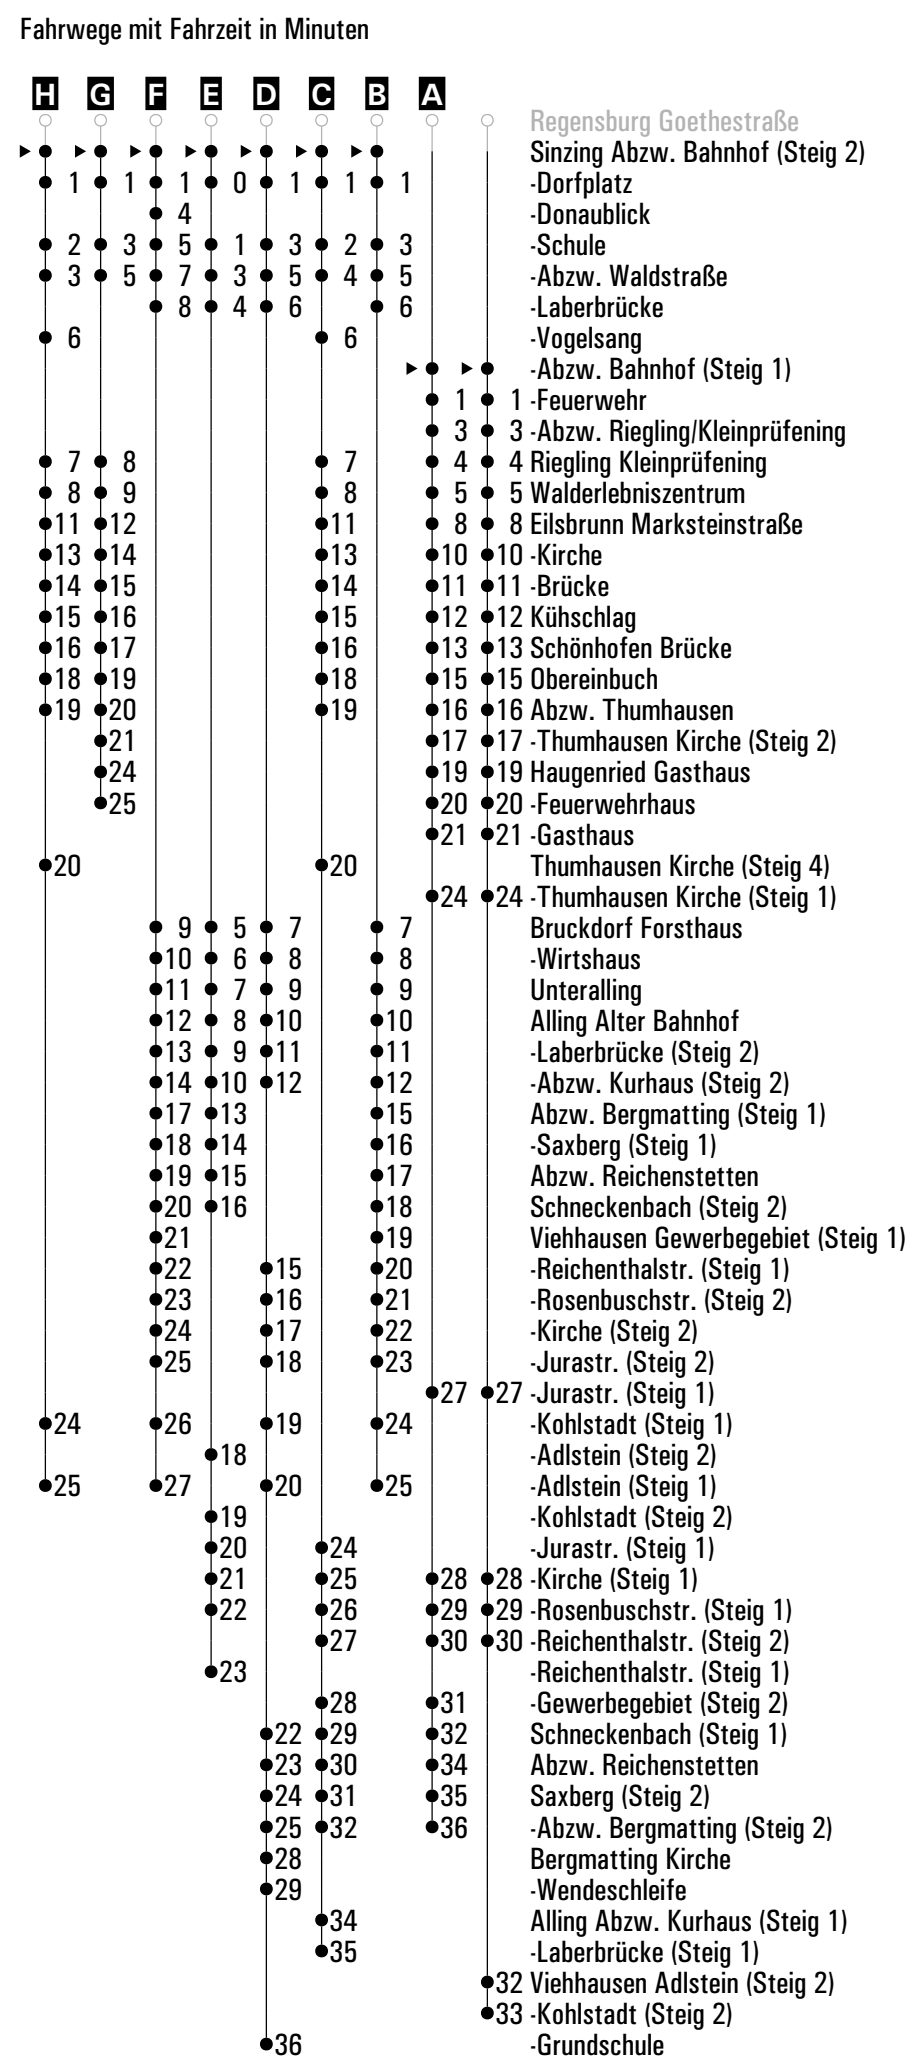 Fahrwege mit Fahrzeit in Minuten
H G F E D C B A
Regensburg Goethestraße
Sinzing Abzw. Bahnhof (Steig 2)
1 1 1 0 1 1 1 -Dorfplatz
4 -Donaublick
2 3 5 1 3 2 3 -Schule
3 5 7 3 5 4 5 -Abzw. Waldstraße
8 4 6 6 -Laberbrücke
6 6 -Vogelsang
-Abzw. Bahnhof (Steig 1)
1 1 -Feuerwehr
3 3 -Abzw. Riegling/Kleinprüfening
7 8 7 4 4 Riegling Kleinprüfening
8 9 8 5 5 Walderlebniszentrum
11 12 11 8 8 Eilsbrunn Marksteinstraße
13 14 13 10 10 -Kirche
14 15 14 11 11 -Brücke
15 16 15 12 12 Kühschlag
16 17 16 13 13 Schönhofen Brücke
18 19 18 15 15 Obereinbuch
19 20 19 16 16 Abzw. Thumhausen
21 17 17 -Thumhausen Kirche (Steig 2)
24 19 19 Haugenried Gasthaus
25 20 20 -Feuerwehrhaus
21 21 -Gasthaus
20 20 Thumhausen Kirche (Steig 4)
24 24 -Thumhausen Kirche (Steig 1)
9 5 7 7 Bruckdorf Forsthaus
10 6 8 8 -Wirtshaus
11 7 9 9 Unteralling
12 8 10 10 Alling Alter Bahnhof
13 9 11 11 -Laberbrücke (Steig 2)
14 10 12 12 -Abzw. Kurhaus (Steig 2)
17 13 15 Abzw. Bergmatting (Steig 1)
18 14 16 -Saxberg (Steig 1)
19 15 17 Abzw. Reichenstetten
20 16 18 Schneckenbach (Steig 2)
21 19 Viehhausen Gewerbegebiet (Steig 1)
22 15 20 -Reichenthalstr. (Steig 1)
23 16 21 -Rosenbuschstr. (Steig 2)
24 17 22 -Kirche (Steig 2)
25 18 23 -Jurastr. (Steig 2)
27 27 -Jurastr. (Steig 1)
24 26 19 24 -Kohlstadt (Steig 1)
18 -Adlstein (Steig 2)
25 27 20 25 -Adlstein (Steig 1)
19 -Kohlstadt (Steig 2)
20 24 -Jurastr. (Steig 1)
21 25 28 28 -Kirche (Steig 1)
22 26 29 29 -Rosenbuschstr. (Steig 1)
27 30 30 -Reichenthalstr. (Steig 2)
23 -Reichenthalstr. (Steig 1)
28 31 -Gewerbegebiet (Steig 2)
22 29 32 Schneckenbach (Steig 1)
23 30 34 Abzw. Reichenstetten
24 31 35 Saxberg (Steig 2)
25 32 36 -Abzw. Bergmatting (Steig 2)
28 Bergmatting Kirche
29 -Wendeschleife
34 Alling Abzw. Kurhaus (Steig 1)
35 -Laberbrücke (Steig 1)
32 Viehhausen Adlstein (Steig 2)
33 -Kohlstadt (Steig 2)
36 -Grundschule